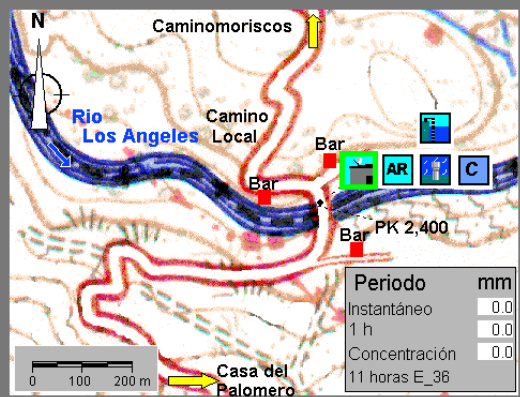 Caminomoriscos
N
Rio
Los Angeles
Camino
Local
Bar
Bar
AR
C
PK 2,400
Bar
Periodo mm
Instantáneo 0.0
1 h 0.0
Concentración 0.0
11 horas E_36
0 100 200 m
Casa del
Palomero